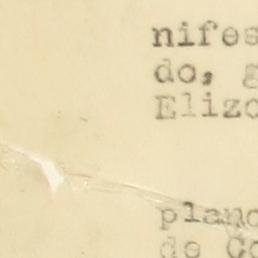 nifes
do, g
Elizo
plano
de Co